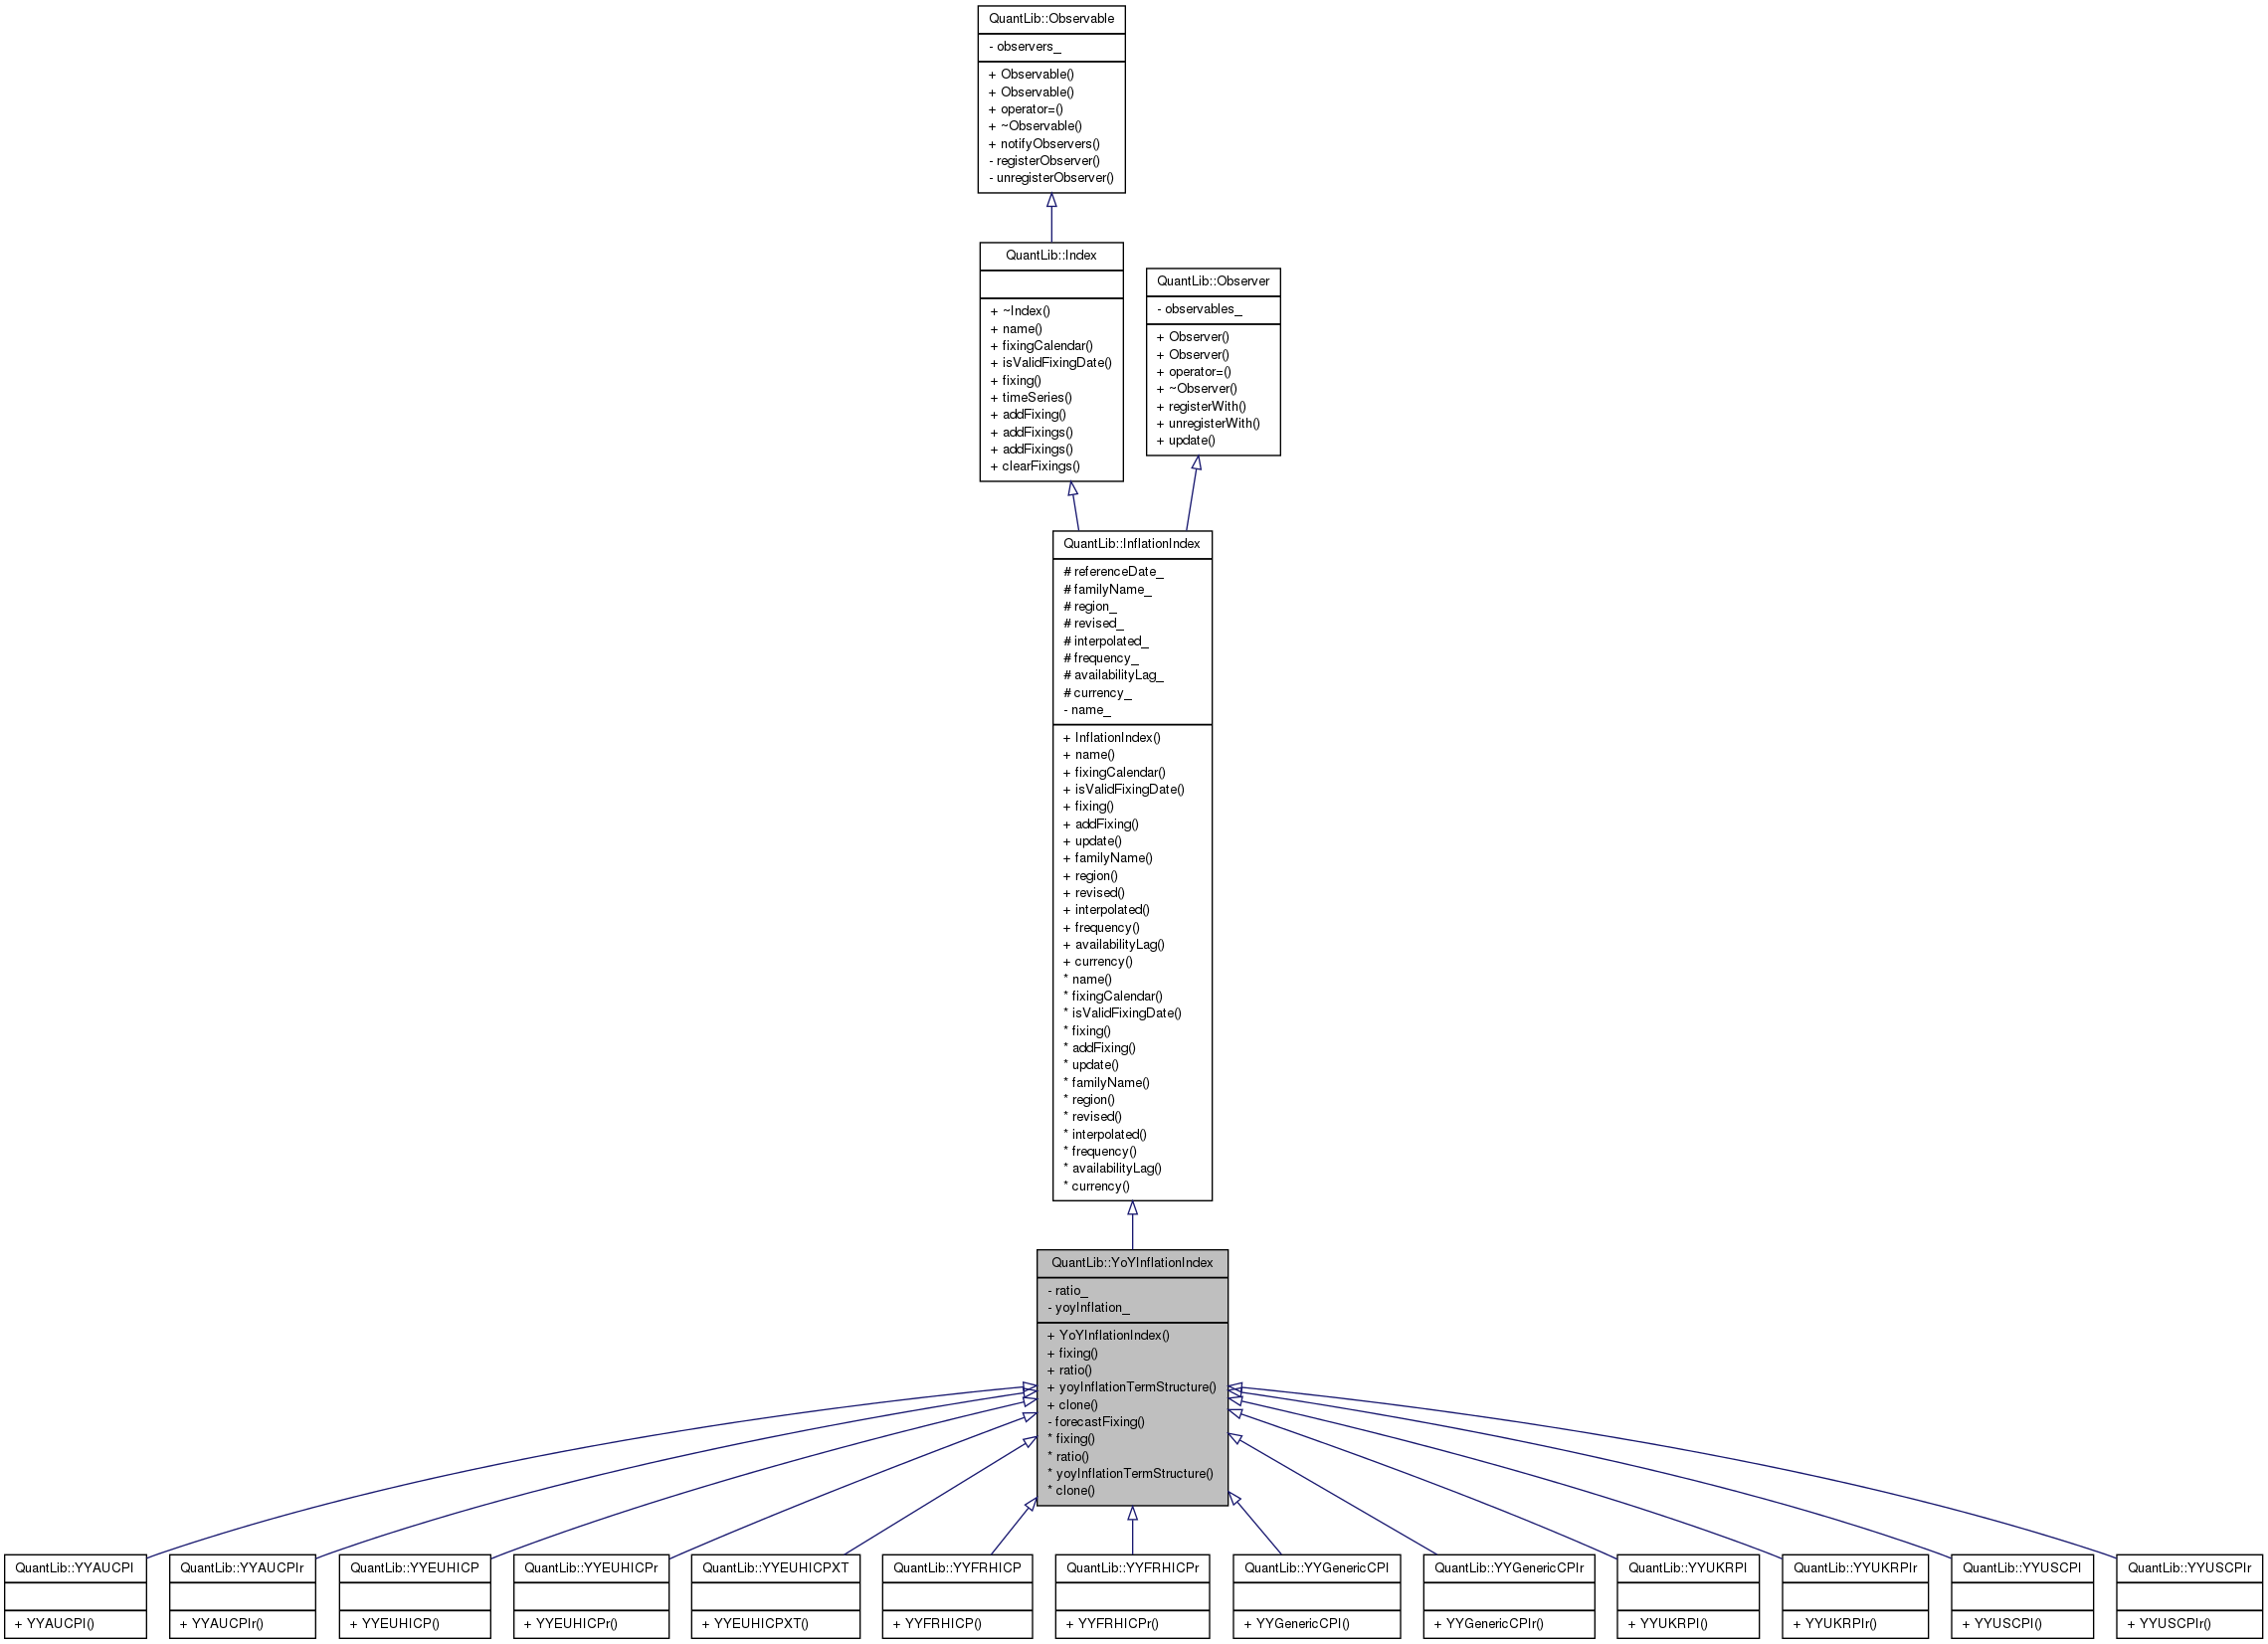 QuantLib::Observable
- observers_
+ Observable()
+ Observable()
+ operator=()
+ ~Observable()
+ notifyObservers()
- registerObserver()
- unregisterObserver()
QuantLib::Index
+ ~Index()
+ name()
+ fixingCalendar()
+ isValidFixingDate()
+ fixing()
+ timeSeries()
+ addFixing()
+ addFixings()
+ addFixings()
+ clearFixings()
QuantLib::Observer
- observables_
+ Observer()
+ Observer()
+ operator=()
+ ~Observer()
+ registerWith()
+ unregisterWith()
+ update()
QuantLib::InflationIndex
# referenceDate_
# familyName_
# region_
# revised_
# interpolated_
# frequency_
# availabilityLag_
# currency_
- name_
+ InflationIndex()
+ name()
+ fixingCalendar()
+ isValidFixingDate()
+ fixing()
+ addFixing()
+ update()
+ familyName()
+ region()
+ revised()
+ interpolated()
+ frequency()
+ availabilityLag()
+ currency()
* name()
* fixingCalendar()
* isValidFixingDate()
* fixing()
* addFixing()
* update()
* familyName()
* region()
* revised()
* interpolated()
* frequency()
* availabilityLag()
* currency()
QuantLib::YoYInflationIndex
- ratio_
- yoyInflation_
+ YoYInflationIndex()
+ fixing()
+ ratio()
+ yoyInflationTermStructure()
+ clone()
- forecastFixing()
* fixing()
* ratio()
* yoyInflationTermStructure()
* clone()
QuantLib::YYAUCPI
+ YYAUCPI()
QuantLib::YYAUCPIr
+ YYAUCPIr()
QuantLib::YYEUHICP
+ YYEUHICP()
QuantLib::YYEUHICPr
+ YYEUHICPr()
QuantLib::YYEUHICPXT
+ YYEUHICPXT()
QuantLib::YYFRHICP
+ YYFRHICP()
QuantLib::YYFRHICPr
+ YYFRHICPr()
QuantLib::YYGenericCPI
+ YYGenericCPI()
QuantLib::YYGenericCPIr
+ YYGenericCPIr()
QuantLib::YYUKRPI
+ YYUKRPI()
QuantLib::YYUKRPIr
+ YYUKRPIr()
QuantLib::YYUSCPI
+ YYUSCPI()
QuantLib::YYUSCPIr
+ YYUSCPIr()